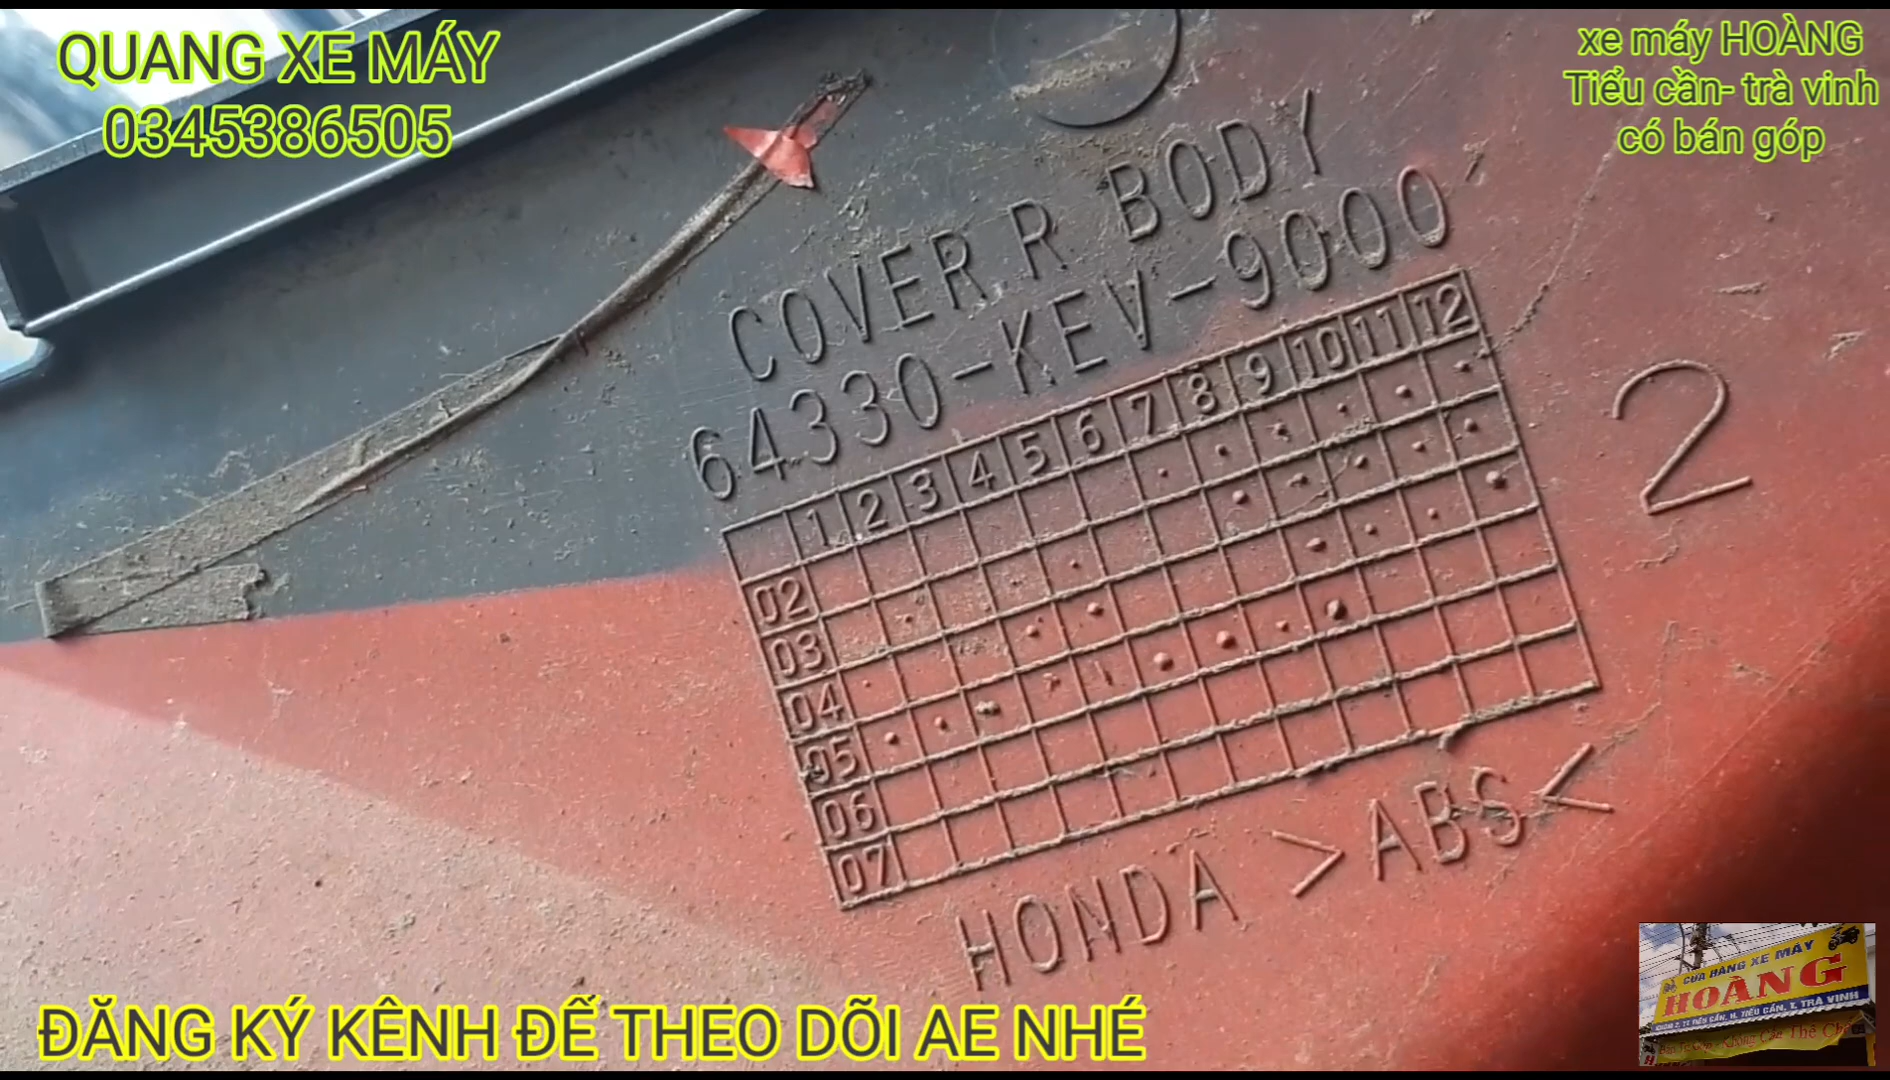 QUANG XE MÁY
0345386505
xe máy HOÀNG
Tiểu cần- trà vinh
có bán góp
COVER R BODY
64330-KEV-9000
1 2 3 4 5 6 7 8 9 10 11 12
02
03
04
05
06
07
2
HONDA >ABS<
ĐĂNG KÝ KÊNH ĐỂ THEO DÕI AE NHÉ
CỬA HÀNG XE MÁY
HOÀNG